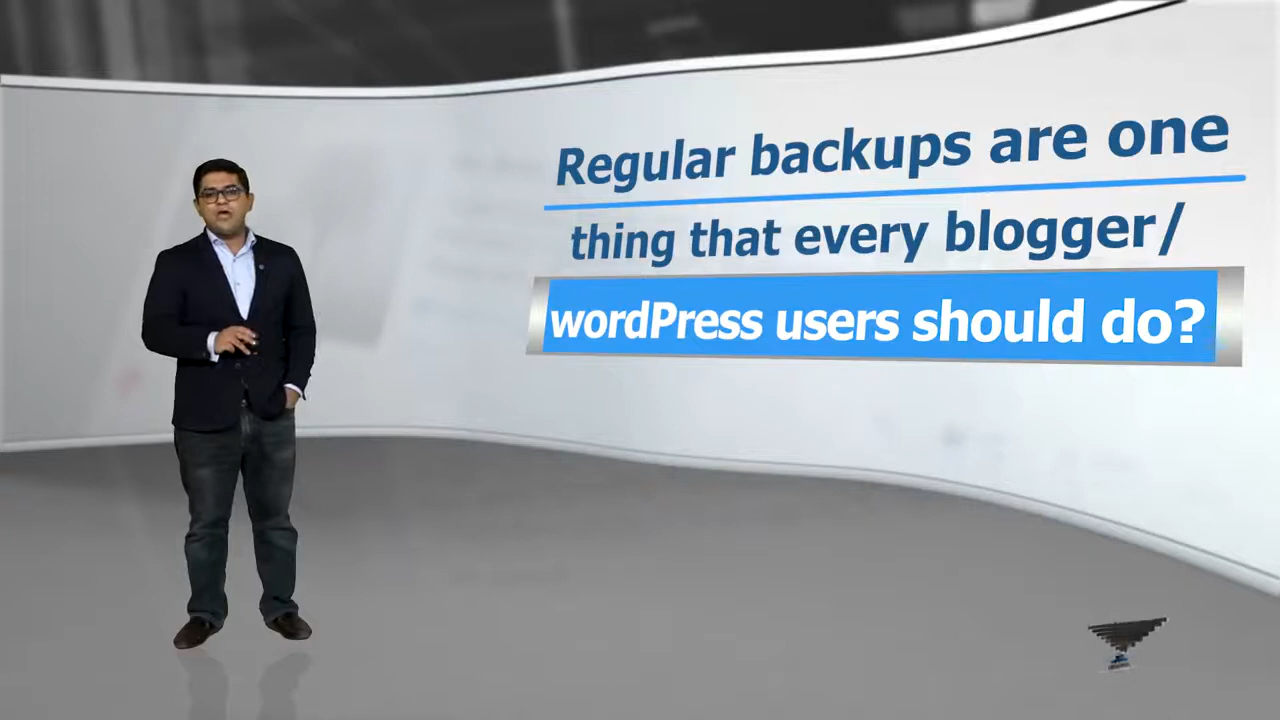 Regular backups are one
thing that every blogger/
wordPress users should do?